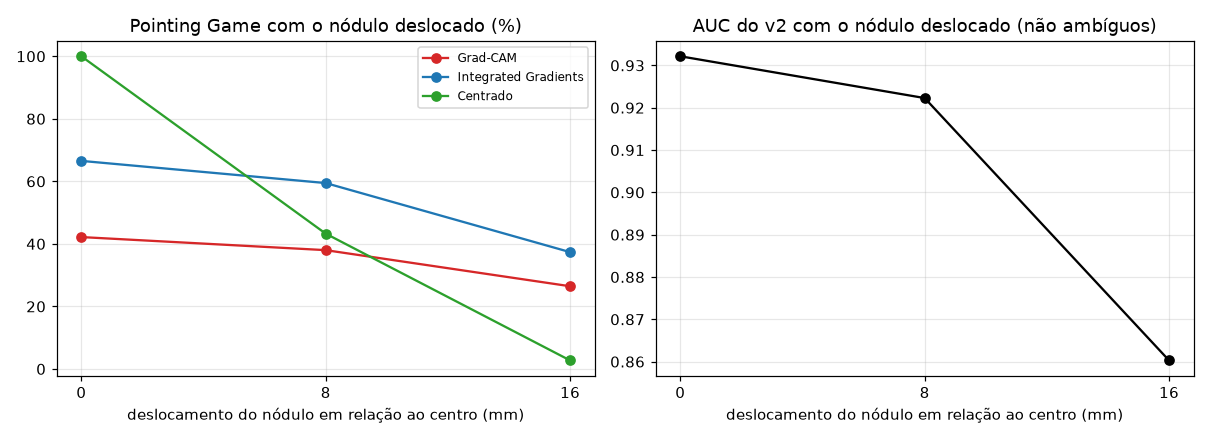 Pointing Game com o nódulo deslocado (%)
100
80
60
40
20
0
Grad-CAM
Integrated Gradients
Centrado
0
8
16
deslocamento do nódulo em relação ao centro (mm)
AUC do v2 com o nódulo deslocado (não ambíguos)
0.93
0.92
0.91
0.90
0.89
0.88
0.87
0.86
0
8
16
deslocamento do nódulo em relação ao centro (mm)